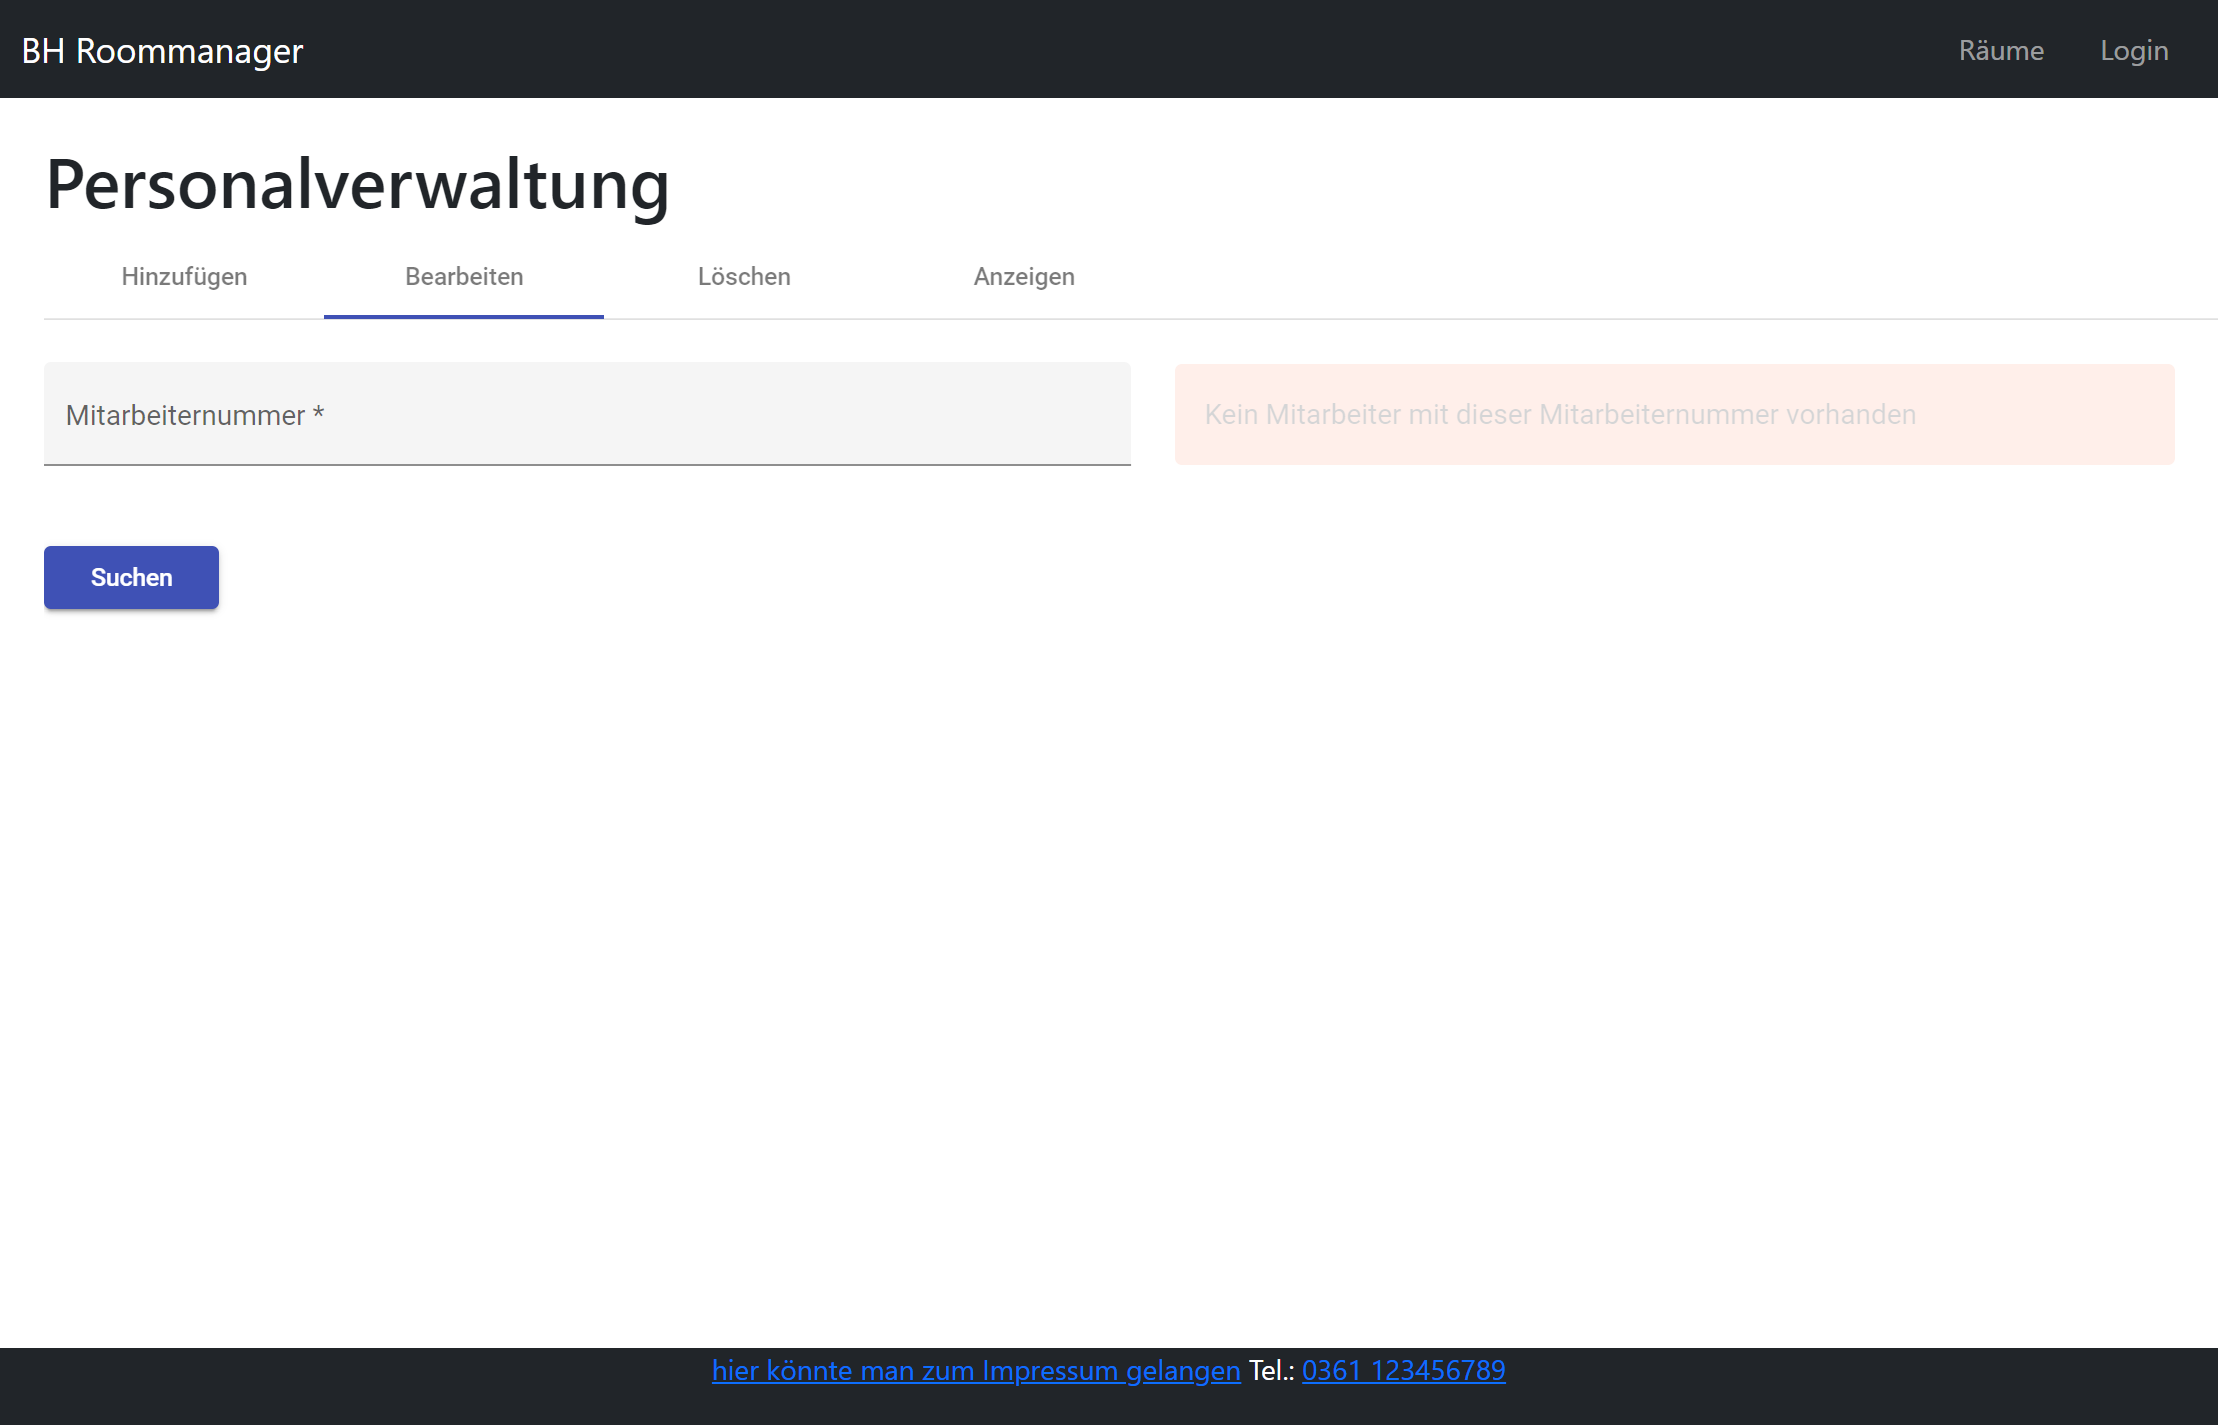 BH Roommanager Räume Login
Personalverwaltung
Hinzufügen Bearbeiten Löschen Anzeigen
Mitarbeiternummer * Kein Mitarbeiter mit dieser Mitarbeiternummer vorhanden
Suchen
hier könnte man zum Impressum gelangen Tel.: 0361 123456789